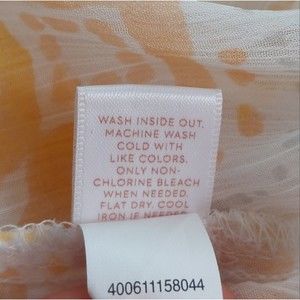 WASH INSIDE OUT.
MACHINE WASH
COLD WITH
LIKE COLORS.
ONLY NON-
CHLORINE BLEACH
WHEN NEEDED.
FLAT DRY. COOL
IRON IF NEEDED.
400611158044